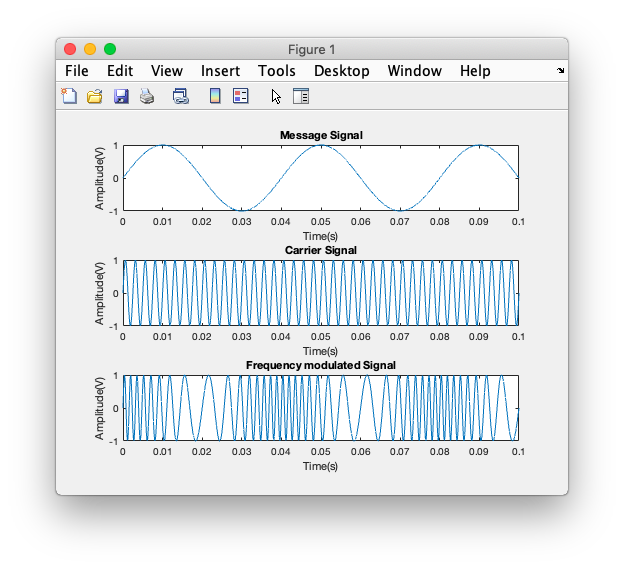 Figure 1
File Edit View Insert Tools Desktop Window Help
Message Signal
Amplitude(V)
1
0
-1
0 0.01 0.02 0.03 0.04 0.05 0.06 0.07 0.08 0.09 0.1
Time(s)
Carrier Signal
Amplitude(V)
1
0
-1
0 0.01 0.02 0.03 0.04 0.05 0.06 0.07 0.08 0.09 0.1
Time(s)
Frequency modulated Signal
Amplitude(V)
1
0
-1
0 0.01 0.02 0.03 0.04 0.05 0.06 0.07 0.08 0.09 0.1
Time(s)